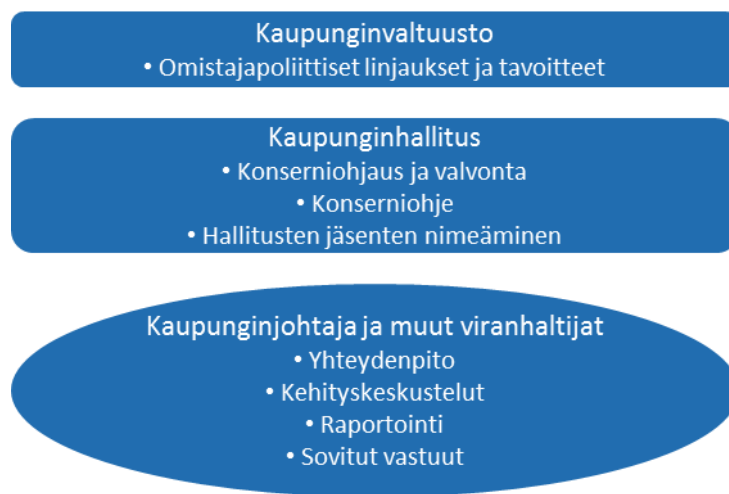 Kaupunginvaltuusto
• Omistajapoliittiset linjaukset ja tavoitteet
Kaupunginhallitus
• Konserniohjaus ja valvonta
• Konserniohje
• Hallitusten jäsenten nimeäminen
Kaupunginjohtaja ja muut viranhaltijat
• Yhteydenpito
• Kehityskeskustelut
• Raportointi
• Sovitut vastuut